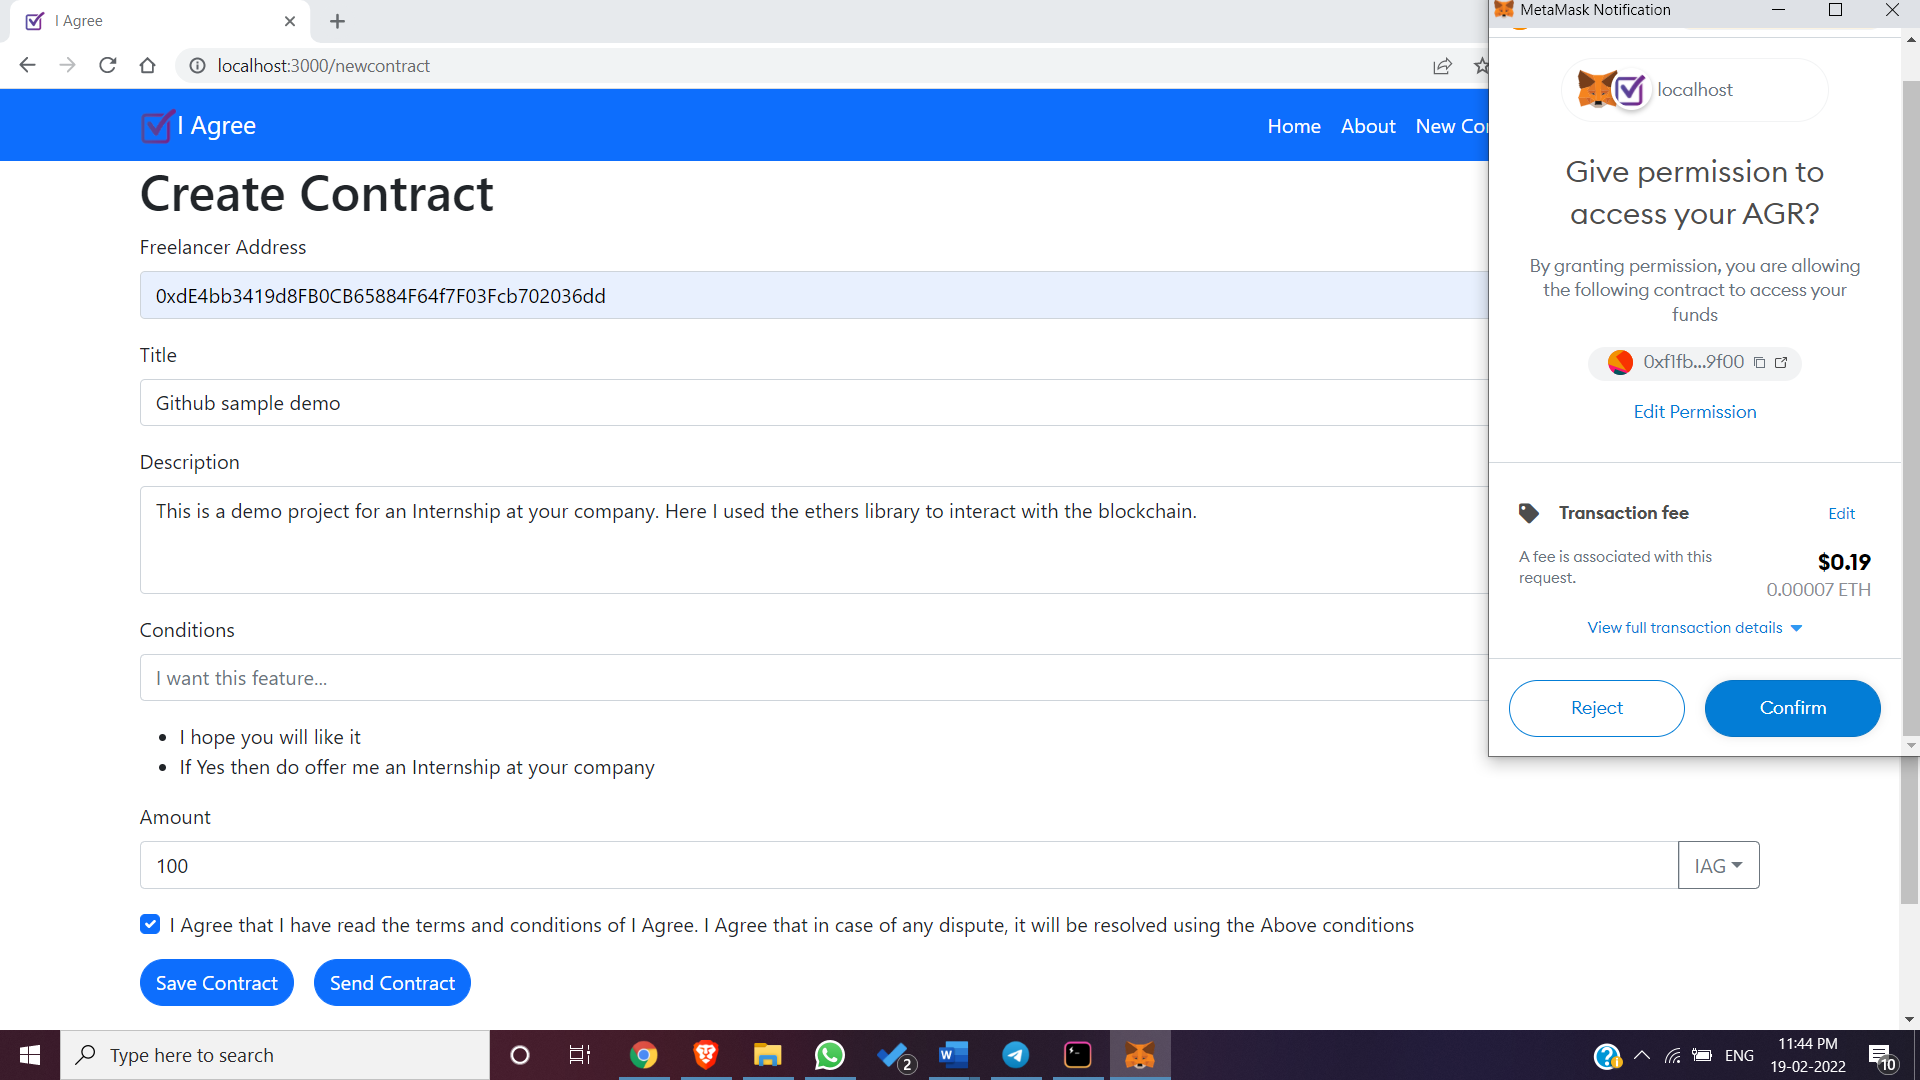 I Agree
localhost:3000/newcontract
I Agree
Home About New Con
Create Contract
Freelancer Address
0xdE4bb3419d8FB0CB65884F64f7F03Fcb702036dd
Title
Github sample demo
Description
This is a demo project for an Internship at your company. Here I used the ethers library to interact with the blockchain.
Conditions
I want this feature...
I hope you will like it
If Yes then do offer me an Internship at your company
Amount
100
IAG
I Agree that I have read the terms and conditions of I Agree. I Agree that in case of any dispute, it will be resolved using the Above conditions
Save Contract Send Contract
MetaMask Notification
localhost
Give permission to
access your AGR?
By granting permission, you are allowing
the following contract to access your
funds
0xf1fb...9f00
Edit Permission
Transaction fee
Edit
A fee is associated with this
request.
$0.19
0.00007 ETH
View full transaction details
Reject Confirm
Type here to search
2
ENG
11:44 PM
19-02-2022
10